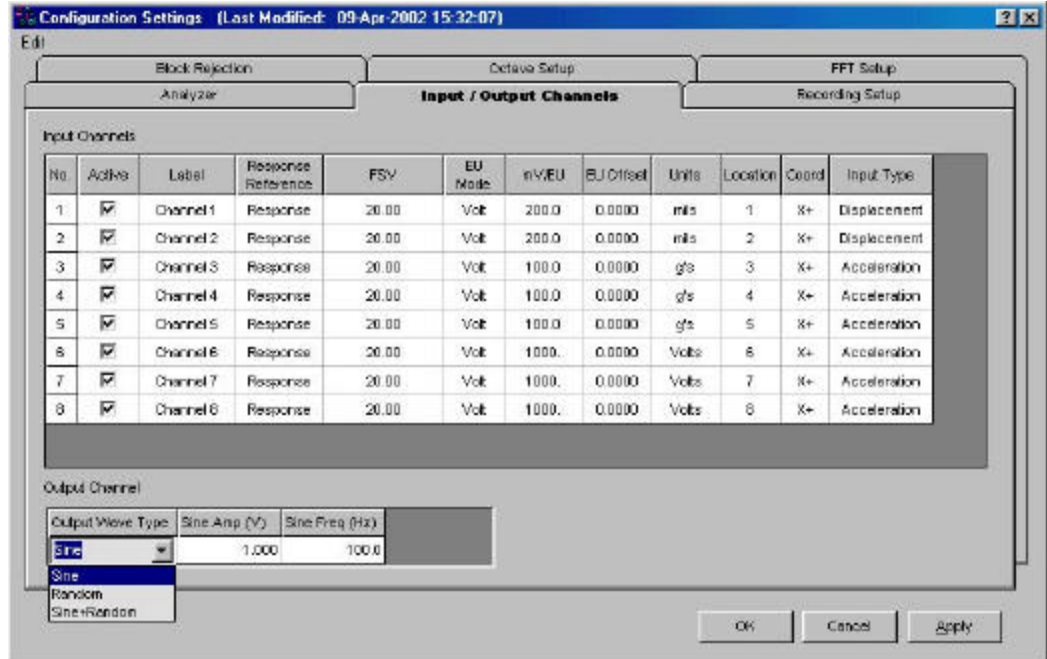 Configuration Settings (Last Modified: 09-Apr-2002 15:32:07)
Edit
Block Rejection Octave Setup FFT Setup
Analyzer Input / Output Channels Recording Setup
Input Channels
No. Active Label Response Reference FSV EU Mode mV/EU EU Offset Units Location Coord Input Type
1 Channel 1 Response 20.00 Volt 200.0 0.0000 mils 1 X+ Displacement
2 Channel 2 Response 20.00 Volt 200.0 0.0000 mils 2 X+ Displacement
3 Channel 3 Response 20.00 Volt 100.0 0.0000 g's 3 X+ Acceleration
4 Channel 4 Response 20.00 Volt 100.0 0.0000 g's 4 X+ Acceleration
5 Channel 5 Response 20.00 Volt 100.0 0.0000 g's 5 X+ Acceleration
6 Channel 6 Response 20.00 Volt 1000. 0.0000 Volts 6 X+ Acceleration
7 Channel 7 Response 20.00 Volt 1000. 0.0000 Volts 7 X+ Acceleration
8 Channel 8 Response 20.00 Volt 1000. 0.0000 Volts 8 X+ Acceleration
Output Channel
Output Wave Type Sine Amp (V) Sine Freq (Hz)
Sine 1.000 100.0
Sine
Random
Sine+Random
OK Cancel Apply